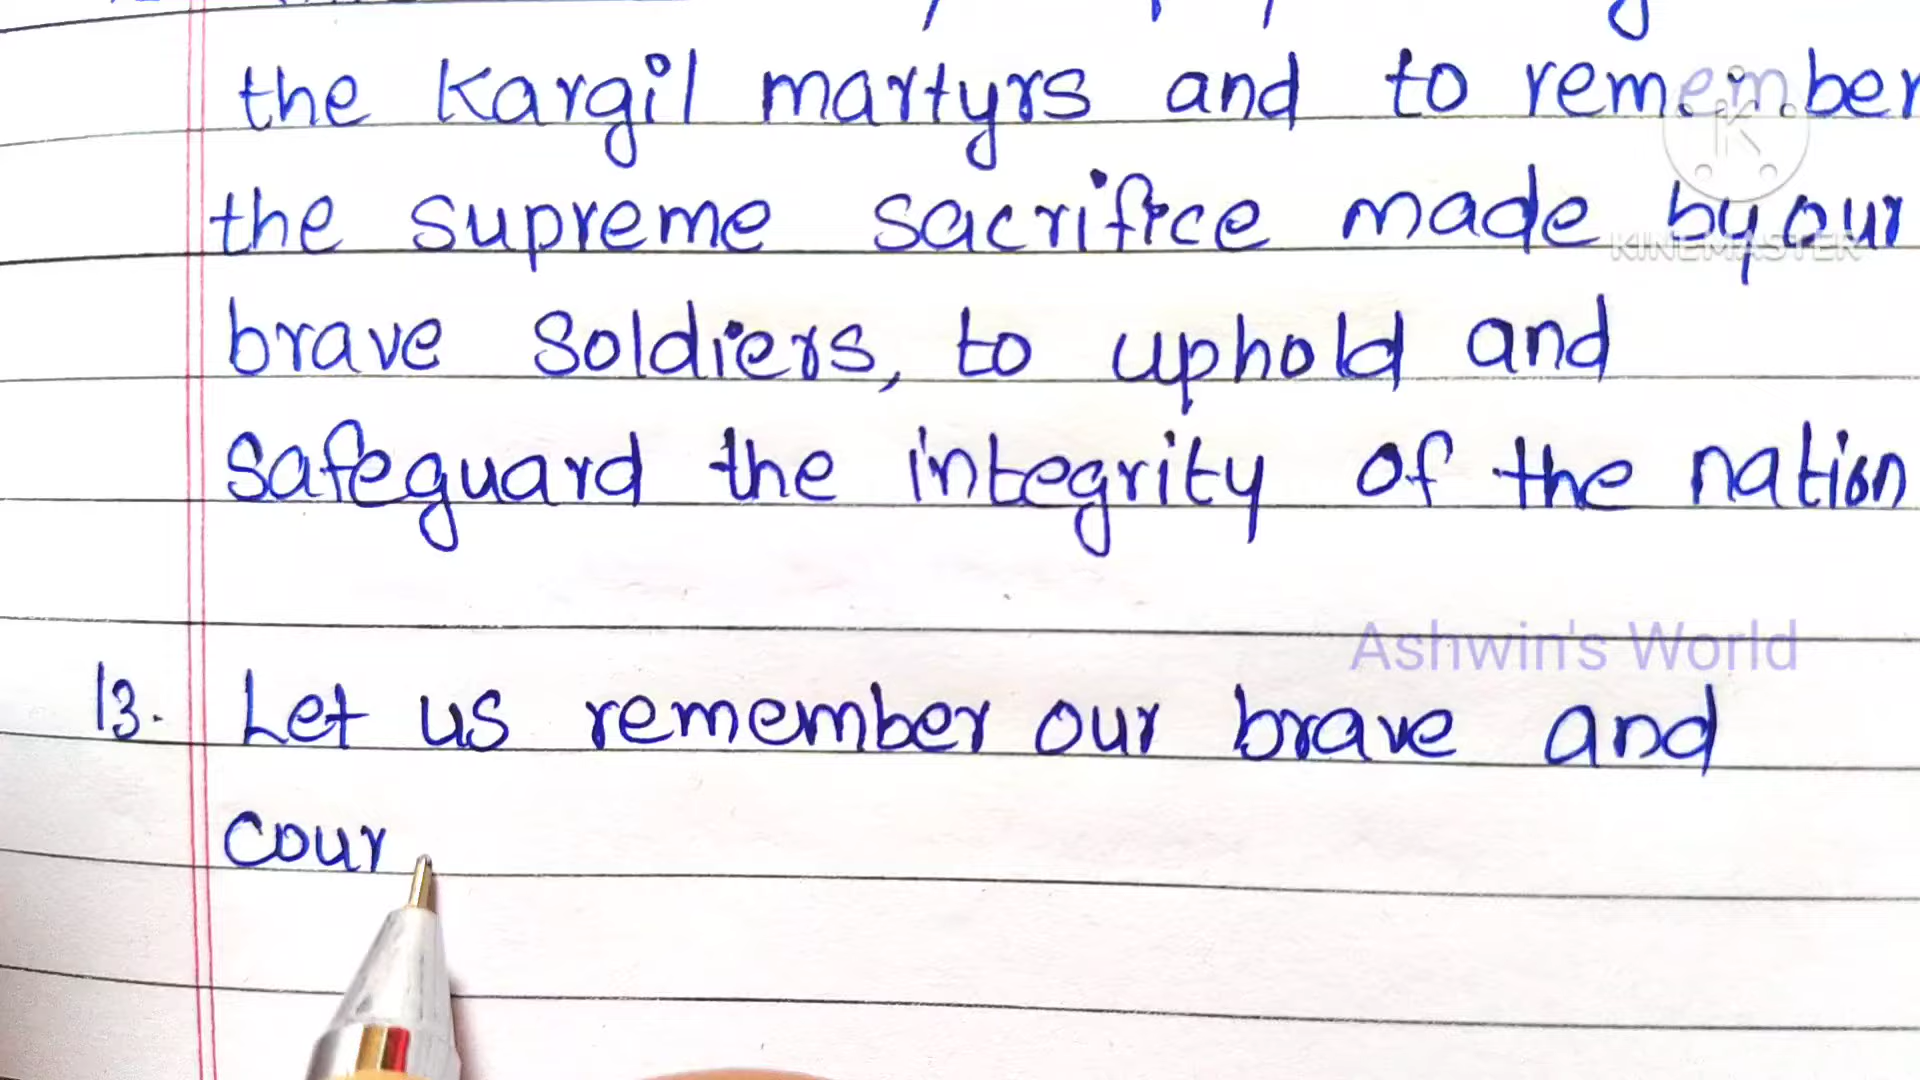 the Kargil martyrs and to remember
the supreme sacrifice made by our
KINEMASTER
brave soldiers, to uphold and
safeguard the integrity of the nation
Ashwin's World
13. Let us remember our brave and
cour